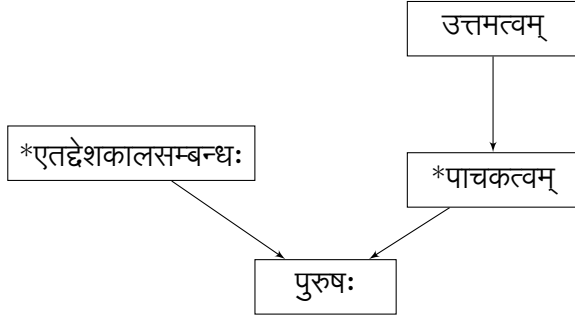 उत्तमत्वम्
*एतद्देशकालसम्बन्धः
*पाचकत्वम्
पुरुषः